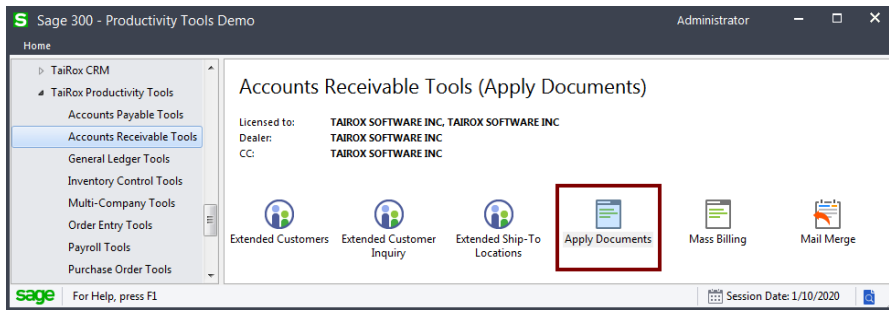 S Sage 300 - Productivity Tools Demo
Administrator
Home
TaiRox CRM
TaiRox Productivity Tools
Accounts Payable Tools
Accounts Receivable Tools
General Ledger Tools
Inventory Control Tools
Multi-Company Tools
Order Entry Tools
Payroll Tools
Purchase Order Tools
Accounts Receivable Tools (Apply Documents)
Licensed to: TAIROX SOFTWARE INC, TAIROX SOFTWARE INC
Dealer: TAIROX SOFTWARE INC
CC: TAIROX SOFTWARE INC
Extended Customers
Extended Customer
Inquiry
Extended Ship-To
Locations
Apply Documents
Mass Billing
Mail Merge
sage For Help, press F1
Session Date: 1/10/2020